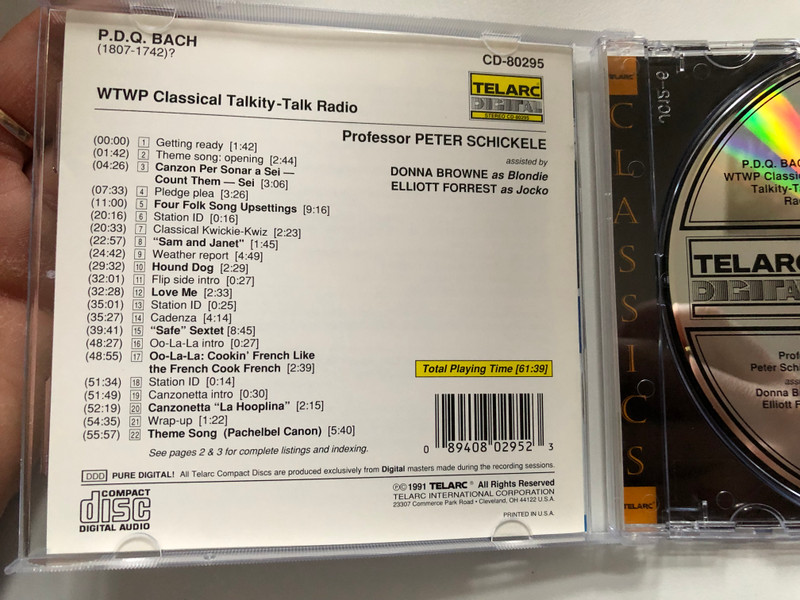 P.D.Q. BACH
(1807-1742)?
CD-80295
TELARC
DIGITAL
STEREO CD 80295
WTWP Classical Talkity-Talk Radio
Professor PETER SCHICKELE
assisted by
DONNA BROWNE as Blondie
ELLIOTT FORREST as Jocko
(00:00) 1 Getting ready [1:42]
(01:42) 2 Theme song: opening [2:44]
(04:26) 3 Canzon Per Sonar a Sei —
Count Them — Sei [3:06]
(07:33) 4 Pledge plea [3:26]
(11:00) 5 Four Folk Song Upsettings [9:16]
(20:16) 6 Station ID [0:16]
(20:33) 7 Classical Kwickie-Kwiz [2:23]
(22:57) 8 “Sam and Janet” [1:45]
(24:42) 9 Weather report [4:49]
(29:32) 10 Hound Dog [2:29]
(32:01) 11 Flip side intro [0:27]
(32:28) 12 Love Me [2:33]
(35:01) 13 Station ID [0:25]
(35:27) 14 Cadenza [4:14]
(39:41) 15 “Safe” Sextet [8:45]
(48:27) 16 Oo-La-La intro [0:27]
(48:55) 17 Oo-La-La: Cookin' French Like
the French Cook French [2:39]
(51:34) 18 Station ID [0:14]
(51:49) 19 Canzonetta intro [0:30]
(52:19) 20 Canzonetta “La Hooplina” [2:15]
(54:35) 21 Wrap-up [1:22]
(55:57) 22 Theme Song (Pachelbel Canon) [5:40]
Total Playing Time [61:39]
See pages 2 & 3 for complete listings and indexing.
0 89408 02952 3
DDD PURE DIGITAL! All Telarc Compact Discs are produced exclusively from Digital masters made during the recording sessions.
COMPACT
disc
DIGITAL AUDIO
℗©1991 TELARC® All Rights Reserved
TELARC INTERNATIONAL CORPORATION
23307 Commerce Park Road • Cleveland, OH 44122 U.S.A.
PRINTED IN U.S.A.
TELARC
CLASSICS
TELARC
P.D.Q. BAC
WTWP Classic
Talkity-Ta
Ra
TELARC
DIGITA
Profe
Peter Schi
assis
Donna Br
Elliott F